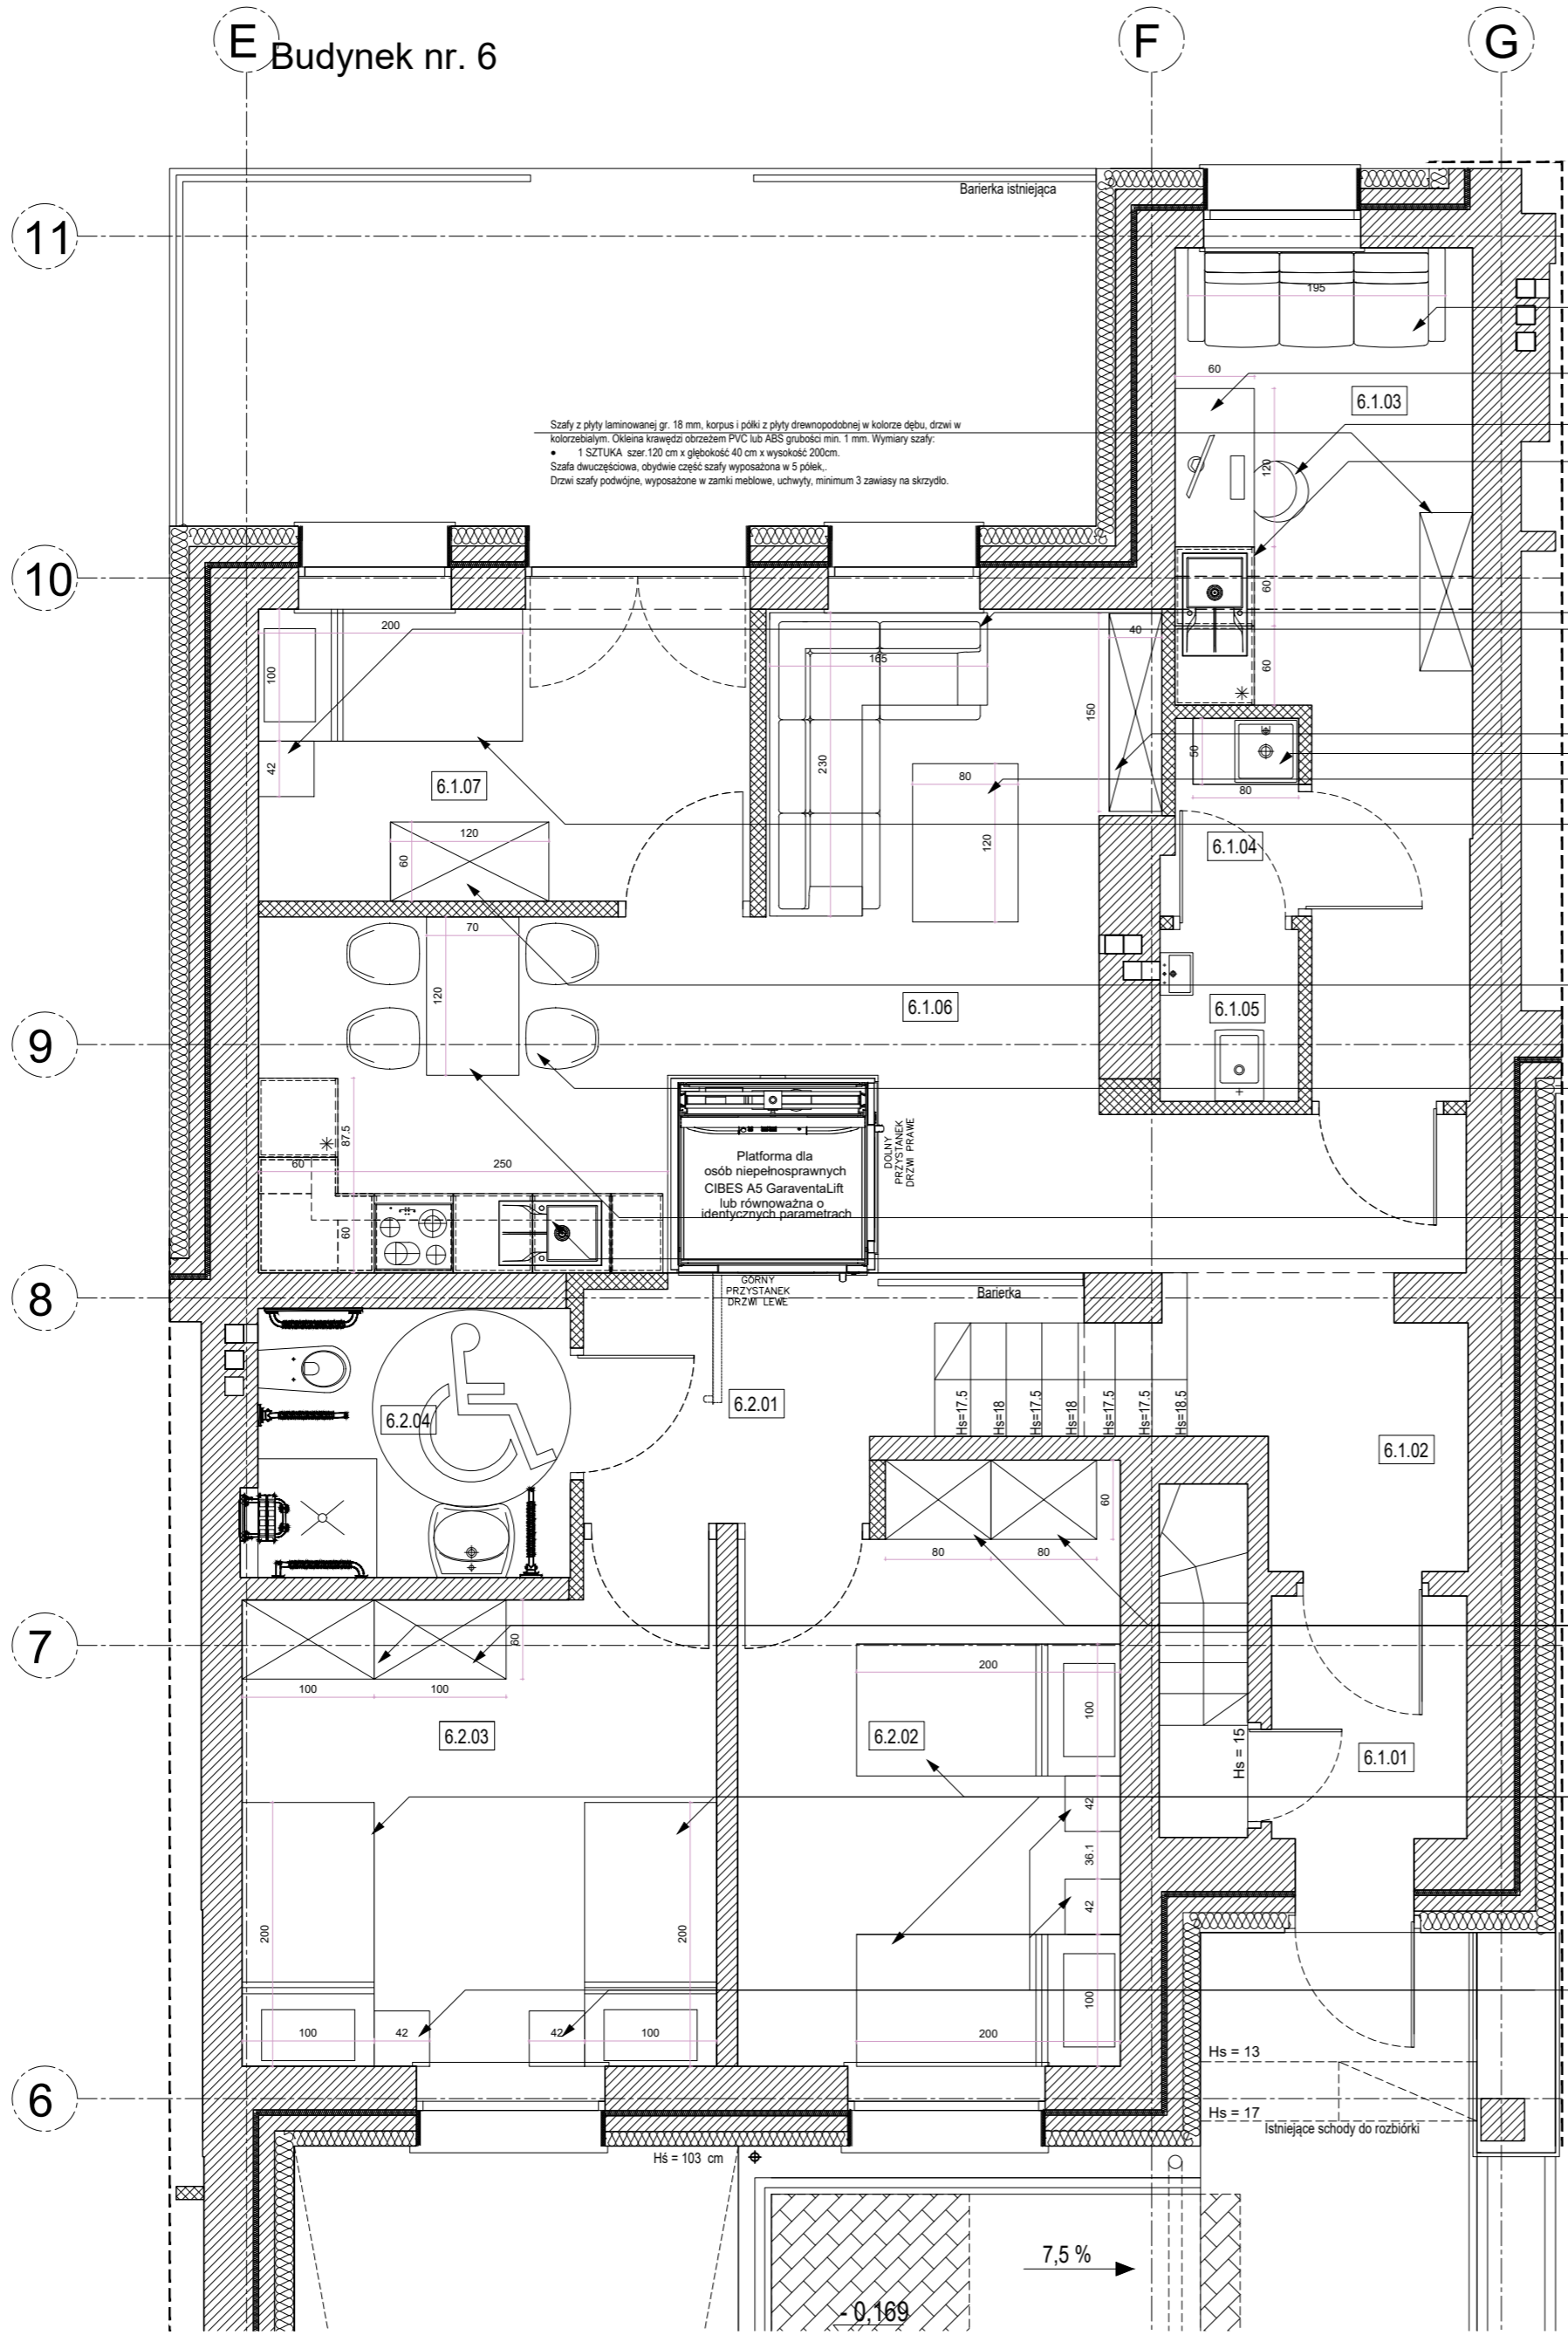 E
Budynek nr. 6
F
G
Barierka istniejąca
11
195
60
6.1.03
Szafy z płyty laminowanej gr. 18 mm, korpus i półki z płyty drewnopodobnej w kolorze dębu, drzwi w
kolorzebialym. Okleina krawędzi obrzeżem PVC lub ABS grubości min. 1 mm. Wymiary szafy:
• 1 SZTUKA szer.120 cm x głębokość 40 cm x wysokość 200cm.
Szafa dwuczęściowa, obydwie część szafy wyposażona w 5 półek,.
Drzwi szafy podwójne, wyposażone w zamki meblowe, uchwyty, minimum 3 zawiasy na skrzydło.
120
10
60
200
40
165
100
60
150
50
42
230
80
80
6.1.07
120
60
120
6.1.04
70
120
6.1.06
6.1.05
9
87.5
60
250
60
Platforma dla
osób niepełnosprawnych
CIBES A5 GaraventaLift
lub równoważna o
identycznych parametrach
DOLNY
PRZYSTANEK
DRZWI PRAWE
8
GÓRNY
PRZYSTANEK
DRZWI LEWE
Barierka
6.2.04
6.2.01
Hs=17.5
Hs=18
Hs=17.5
Hs=18
Hs=17.5
Hs=17.5
Hs=18.5
6.1.02
60
80
80
7
60
100
100
200
100
6.2.03
6.2.02
Hs = 15
6.1.01
42
36.1
42
200
200
100
100
42
42
100
200
Hs = 13
6
Hs = 17
Istniejące schody do rozbiórki
Hś = 103 cm
7,5 %
- 0,169